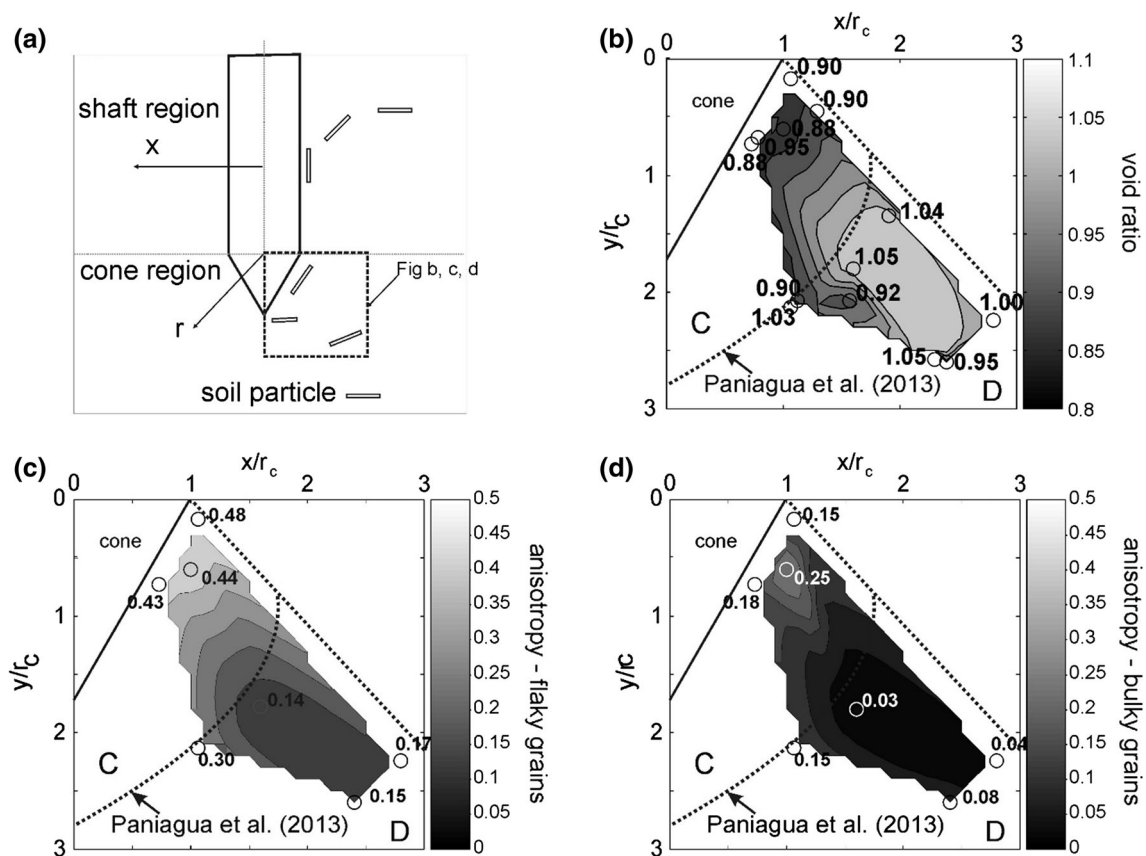 (a)
shaft region
x
cone region
r
Fig b, c, d
soil particle
(b)
x/rc
0 1 2 3
0
1
2
3
y/rc
cone
0.90
0.90
0.88
0.95
0.88
1.04
1.05
0.90
0.92
1.03
1.00
1.05
0.95
C
D
Paniagua et al. (2013)
1.1
1.05
1
0.95
0.9
0.85
0.8
void ratio
(c)
x/rc
0 1 2 3
0
1
2
3
y/rc
cone
0.48
0.44
0.43
0.14
0.17
0.30
0.15
C
D
Paniagua et al. (2013)
0.5
0.45
0.4
0.35
0.3
0.25
0.2
0.15
0.1
0.05
0
anisotropy - flaky grains
(d)
x/rc
0 1 2 3
0
1
2
3
y/rc
cone
0.15
0.25
0.18
0.03
0.04
0.15
0.08
C
D
Paniagua et al. (2013)
0.5
0.45
0.4
0.35
0.3
0.25
0.2
0.15
0.1
0.05
0
anisotropy - bulky grains